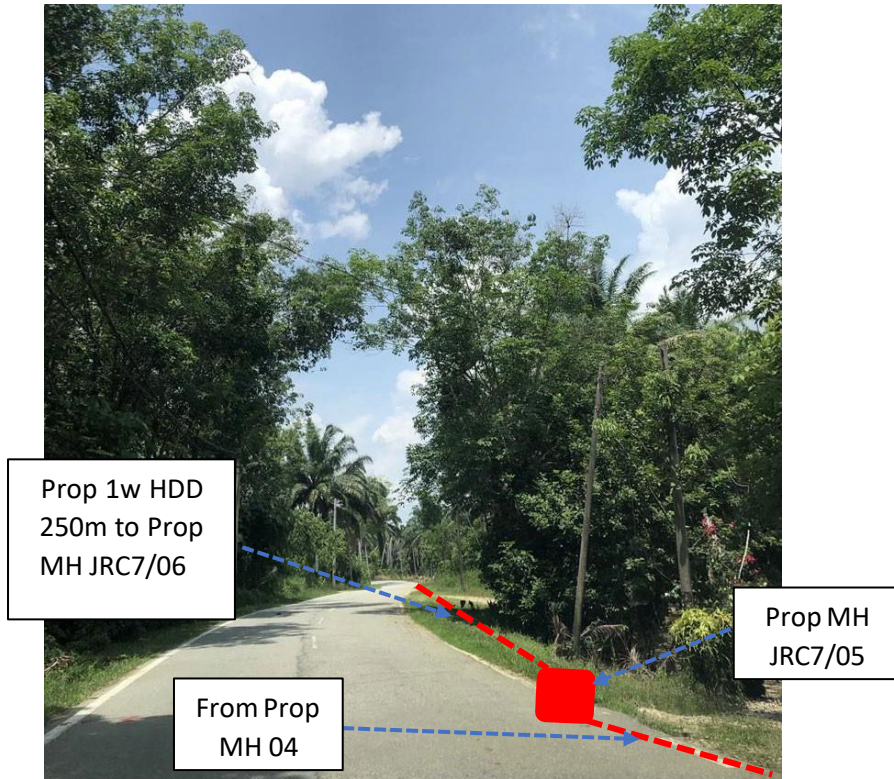 Prop 1w HDD
250m to Prop
MH JRC7/06
Prop MH
JRC7/05
From Prop
MH 04